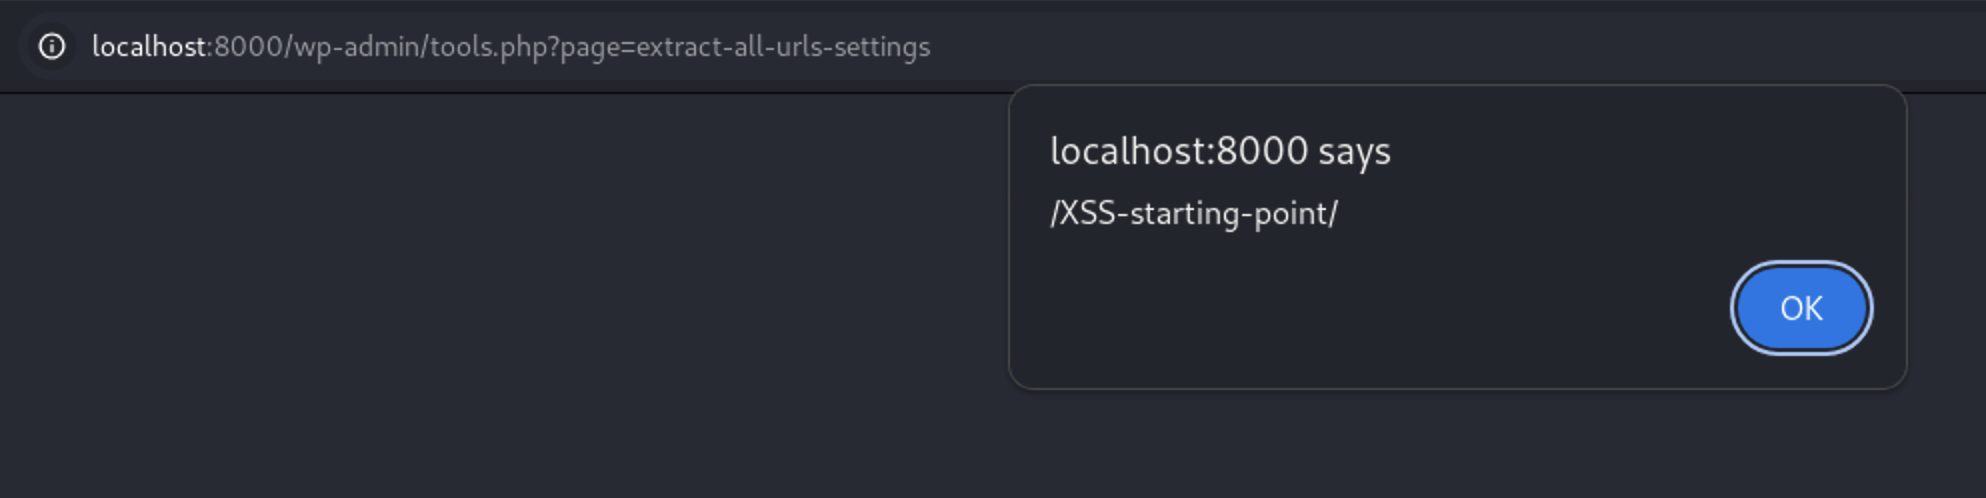 localhost:8000/wp-admin/tools.php?page=extract-all-urls-settings
localhost:8000 says
/XSS-starting-point/
OK